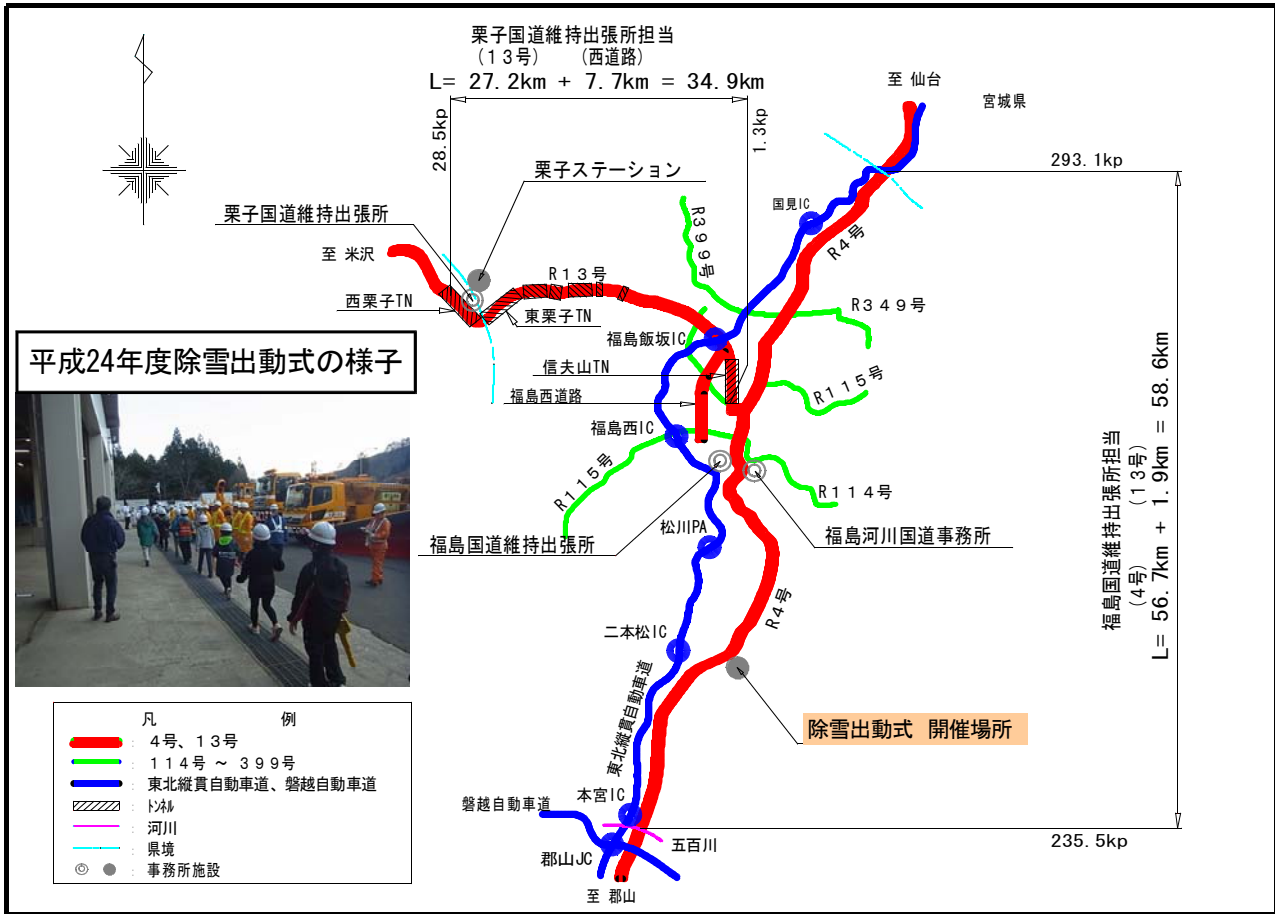 栗子国道維持出張所担当
(13号) (西道路)
L= 27.2km + 7.7km = 34.9km
28.5kp
1.3kp
至 仙台
宮城県
293.1kp
栗子ステーション
栗子国道維持出張所
至 米沢
国見IC
R399号
R4号
R13号
R349号
西栗子TN
東栗子TN
福島飯坂IC
信夫山TN
福島西道路
R115号
福島西IC
R115号
R114号
福島国道維持出張所
松川PA
福島河川国道事務所
福島国道維持出張所担当
(4号) (13号)
L= 56.7km + 1.9km = 58.6km
R4号
二本松IC
東北縦貫自動車道
除雪出動式 開催場所
本宮IC
磐越自動車道
五百川
235.5kp
郡山JC
至 郡山
平成24年度除雪出動式の様子
凡 例
: 4号、13号
: 114号 ~ 399号
: 東北縦貫自動車道、磐越自動車道
: トンネル
: 河川
: 県境
: 事務所施設